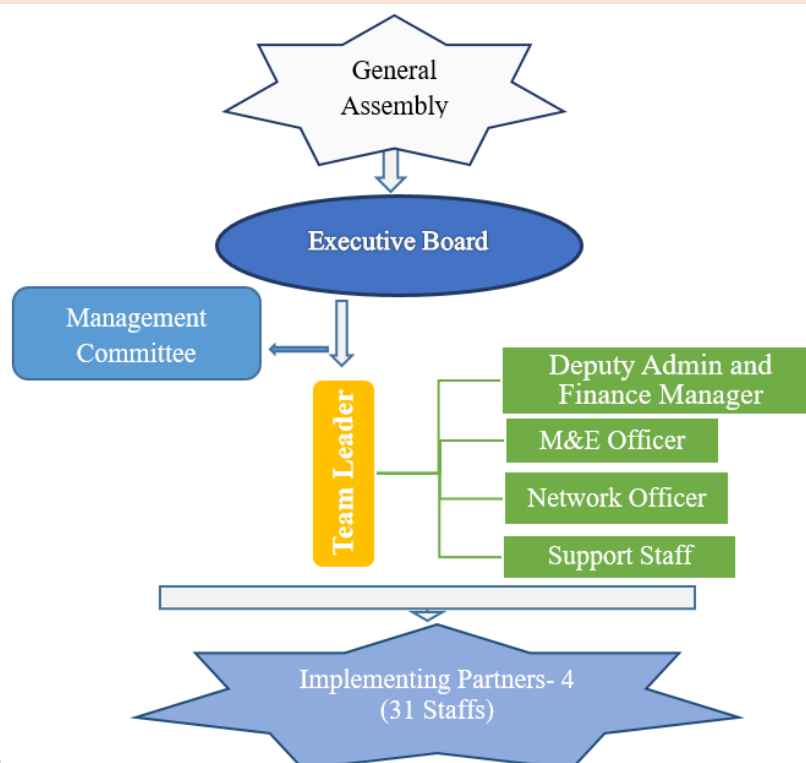 General
Assembly
Executive Board
Management
Committee
Team Leader
Deputy Admin and
Finance Manager
M&E Officer
Network Officer
Support Staff
Implementing Partners- 4
(31 Staffs)